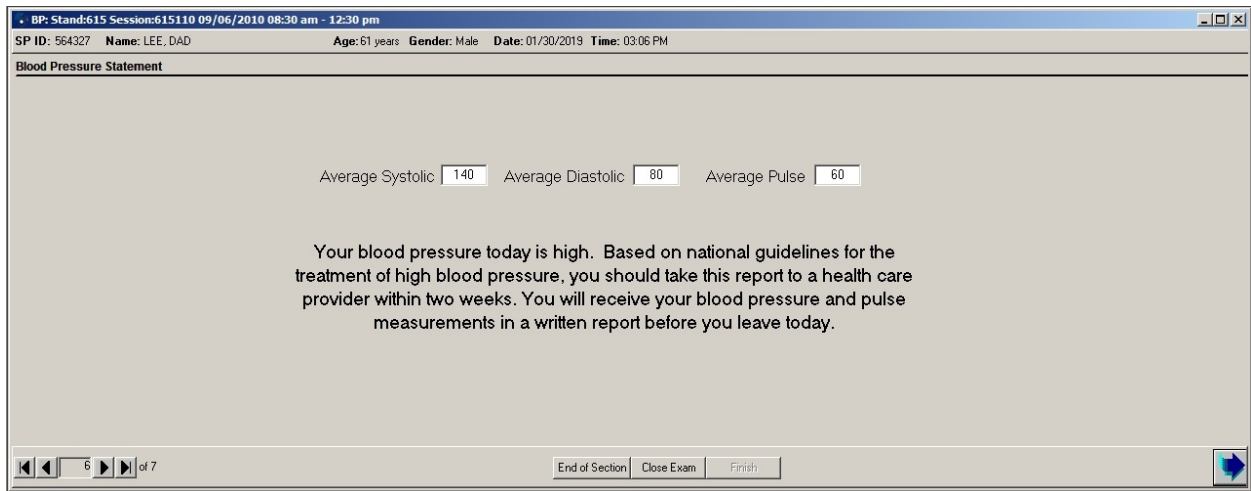 BP: Stand:615 Session:615110 09/06/2010 08:30 am - 12:30 pm
SP ID: 564327 Name: LEE, DAD Age: 61 years Gender: Male Date: 01/30/2019 Time: 03:06 PM
Blood Pressure Statement
Average Systolic 140 Average Diastolic 80 Average Pulse 60
Your blood pressure today is high. Based on national guidelines for the
treatment of high blood pressure, you should take this report to a health care
provider within two weeks. You will receive your blood pressure and pulse
measurements in a written report before you leave today.
6 of 7 End of Section Close Exam Finish